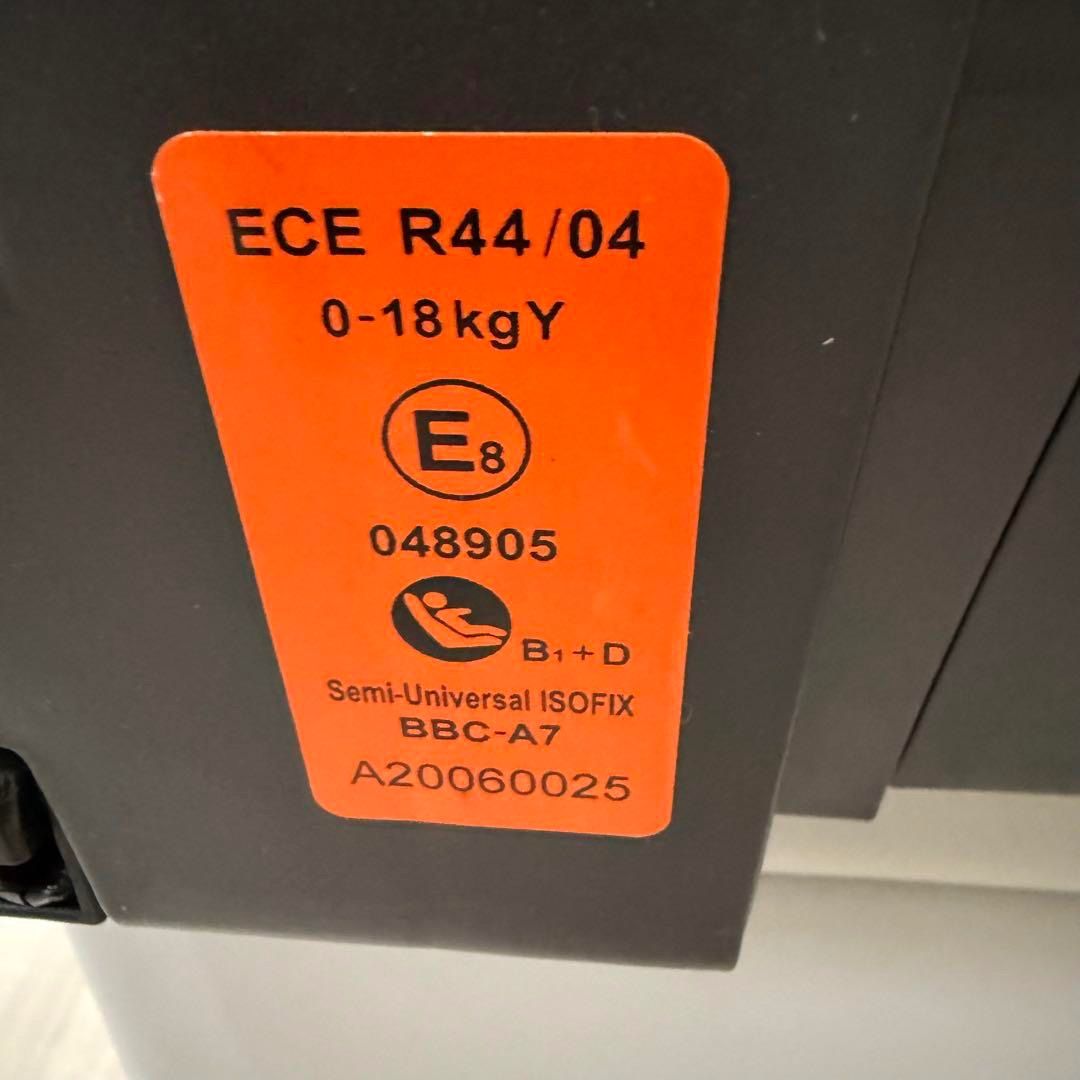 ECE R44/04
0-18kgY
E8
048905
B1+D
Semi-Universal ISOFIX
BBC-A7
A20060025